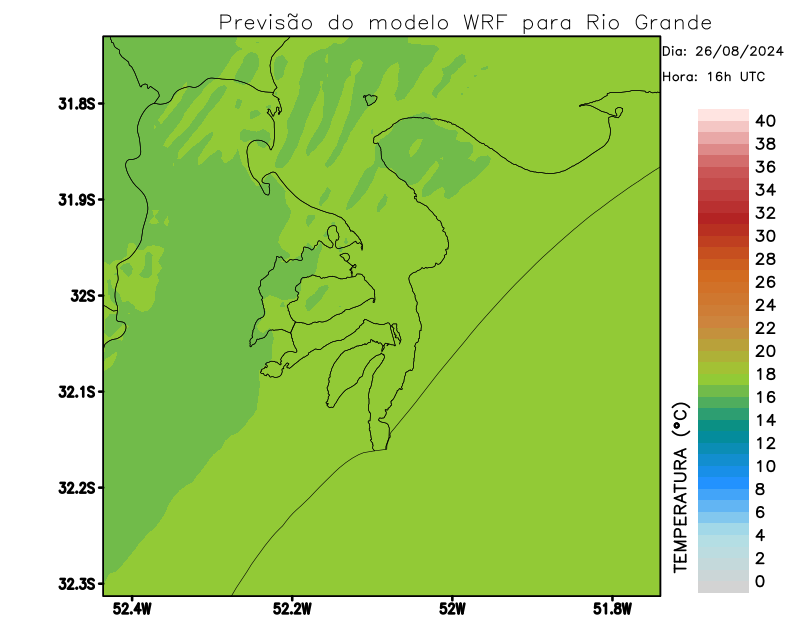 Previsão do modelo WRF para Rio Grande
Dia: 26/08/2024
Hora: 16h UTC
31.8S
31.9S
32S
32.1S
32.2S
32.3S
52.4W 52.2W 52W 51.8W
TEMPERATURA (ºC)
40
38
36
34
32
30
28
26
24
22
20
18
16
14
12
10
8
6
4
2
0